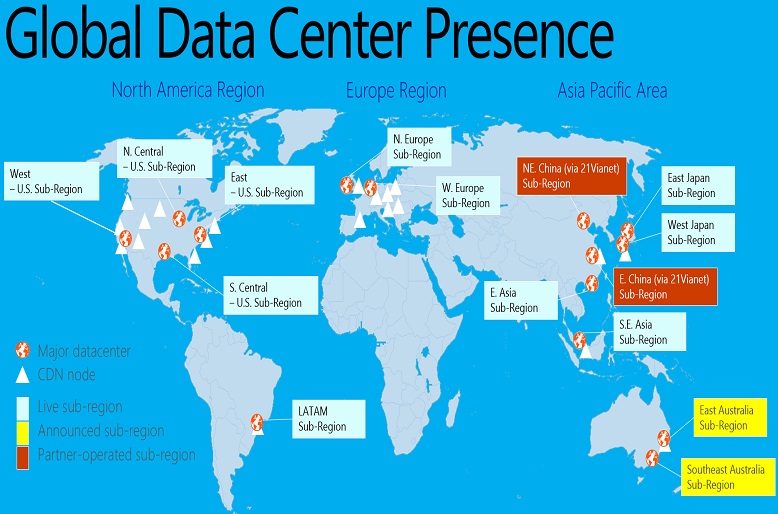 Global Data Center Presence
North America Region
Europe Region
Asia Pacific Area
West
– U.S. Sub-Region
N. Central
– U.S. Sub-Region
East
– U.S. Sub-Region
S. Central
– U.S. Sub-Region
N. Europe
Sub-Region
W. Europe
Sub-Region
NE. China (via 21Vianet)
Sub-Region
East Japan
Sub-Region
West Japan
Sub-Region
E. China (via 21Vianet)
Sub-Region
E. Asia
Sub-Region
S.E. Asia
Sub-Region
LATAM
Sub-Region
East Australia
Sub-Region
Southeast Australia
Sub-Region
Major datacenter
CDN node
Live sub-region
Announced sub-region
Partner-operated sub-region